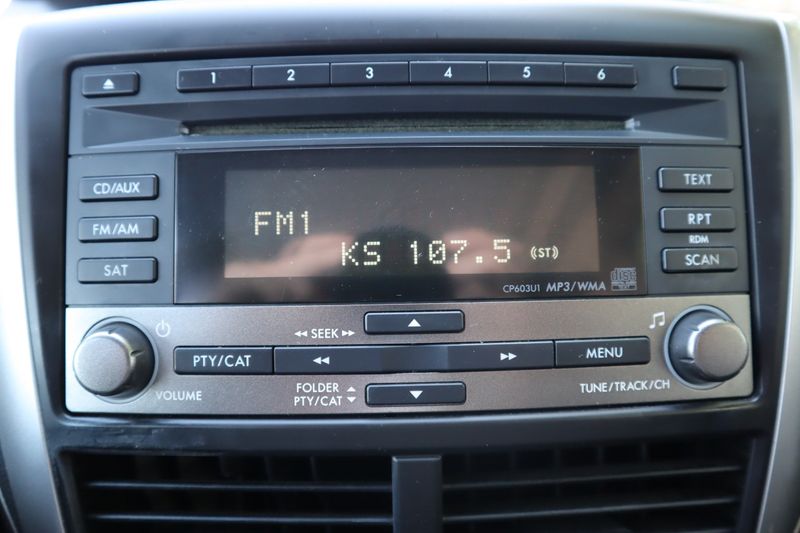 1 2 3 4 5 6
CD/AUX
FM/AM
SAT
FM1
KS 107.5 ((ST))
TEXT
RPT
RDM
SCAN
CP603U1 MP3/WMA
disc
SEEK
PTY/CAT
MENU
VOLUME
FOLDER
PTY/CAT
TUNE/TRACK/CH